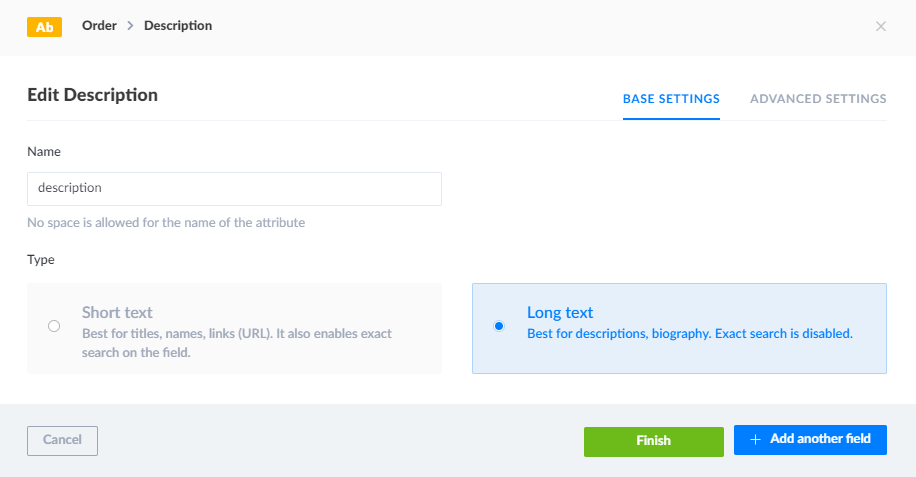 Ab Order > Description ×
Edit Description
BASE SETTINGS ADVANCED SETTINGS
Name
description
No space is allowed for the name of the attribute
Type
Short text
Best for titles, names, links (URL). It also enables exact
search on the field.
Long text
Best for descriptions, biography. Exact search is disabled.
Cancel
Finish
+ Add another field